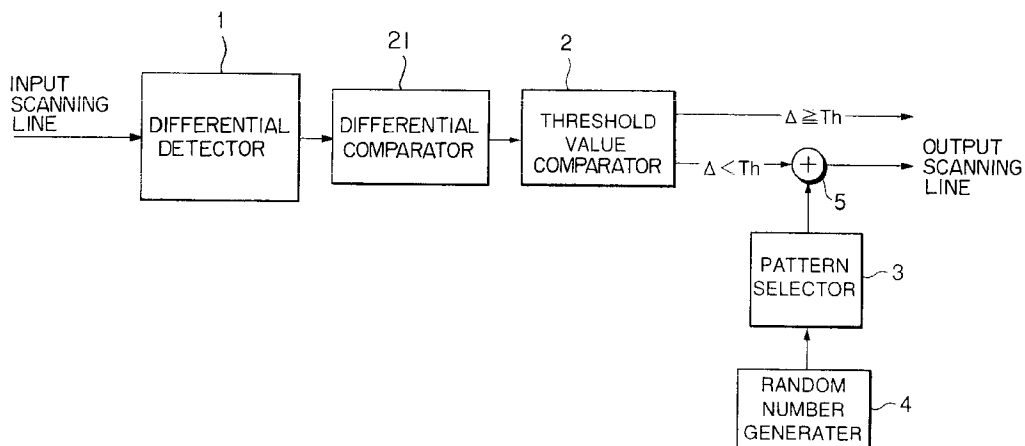 1
21
2
INPUT
SCANNING
LINE
DIFFERENTIAL
DETECTOR
DIFFERENTIAL
COMPARATOR
THRESHOLD
VALUE
COMPARATOR
Δ ≧ Th
Δ < Th
+
5
OUTPUT
SCANNING
LINE
PATTERN
SELECTOR
3
RANDOM
NUMBER
GENERATER
4